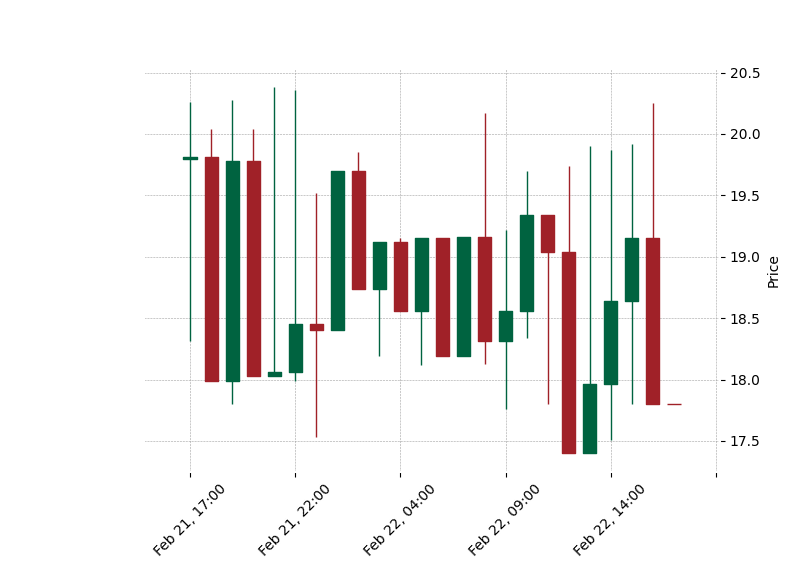 20.5
20.0
19.5
19.0
18.5
18.0
17.5
Price
Feb 21, 17:00
Feb 21, 22:00
Feb 22, 04:00
Feb 22, 09:00
Feb 22, 14:00